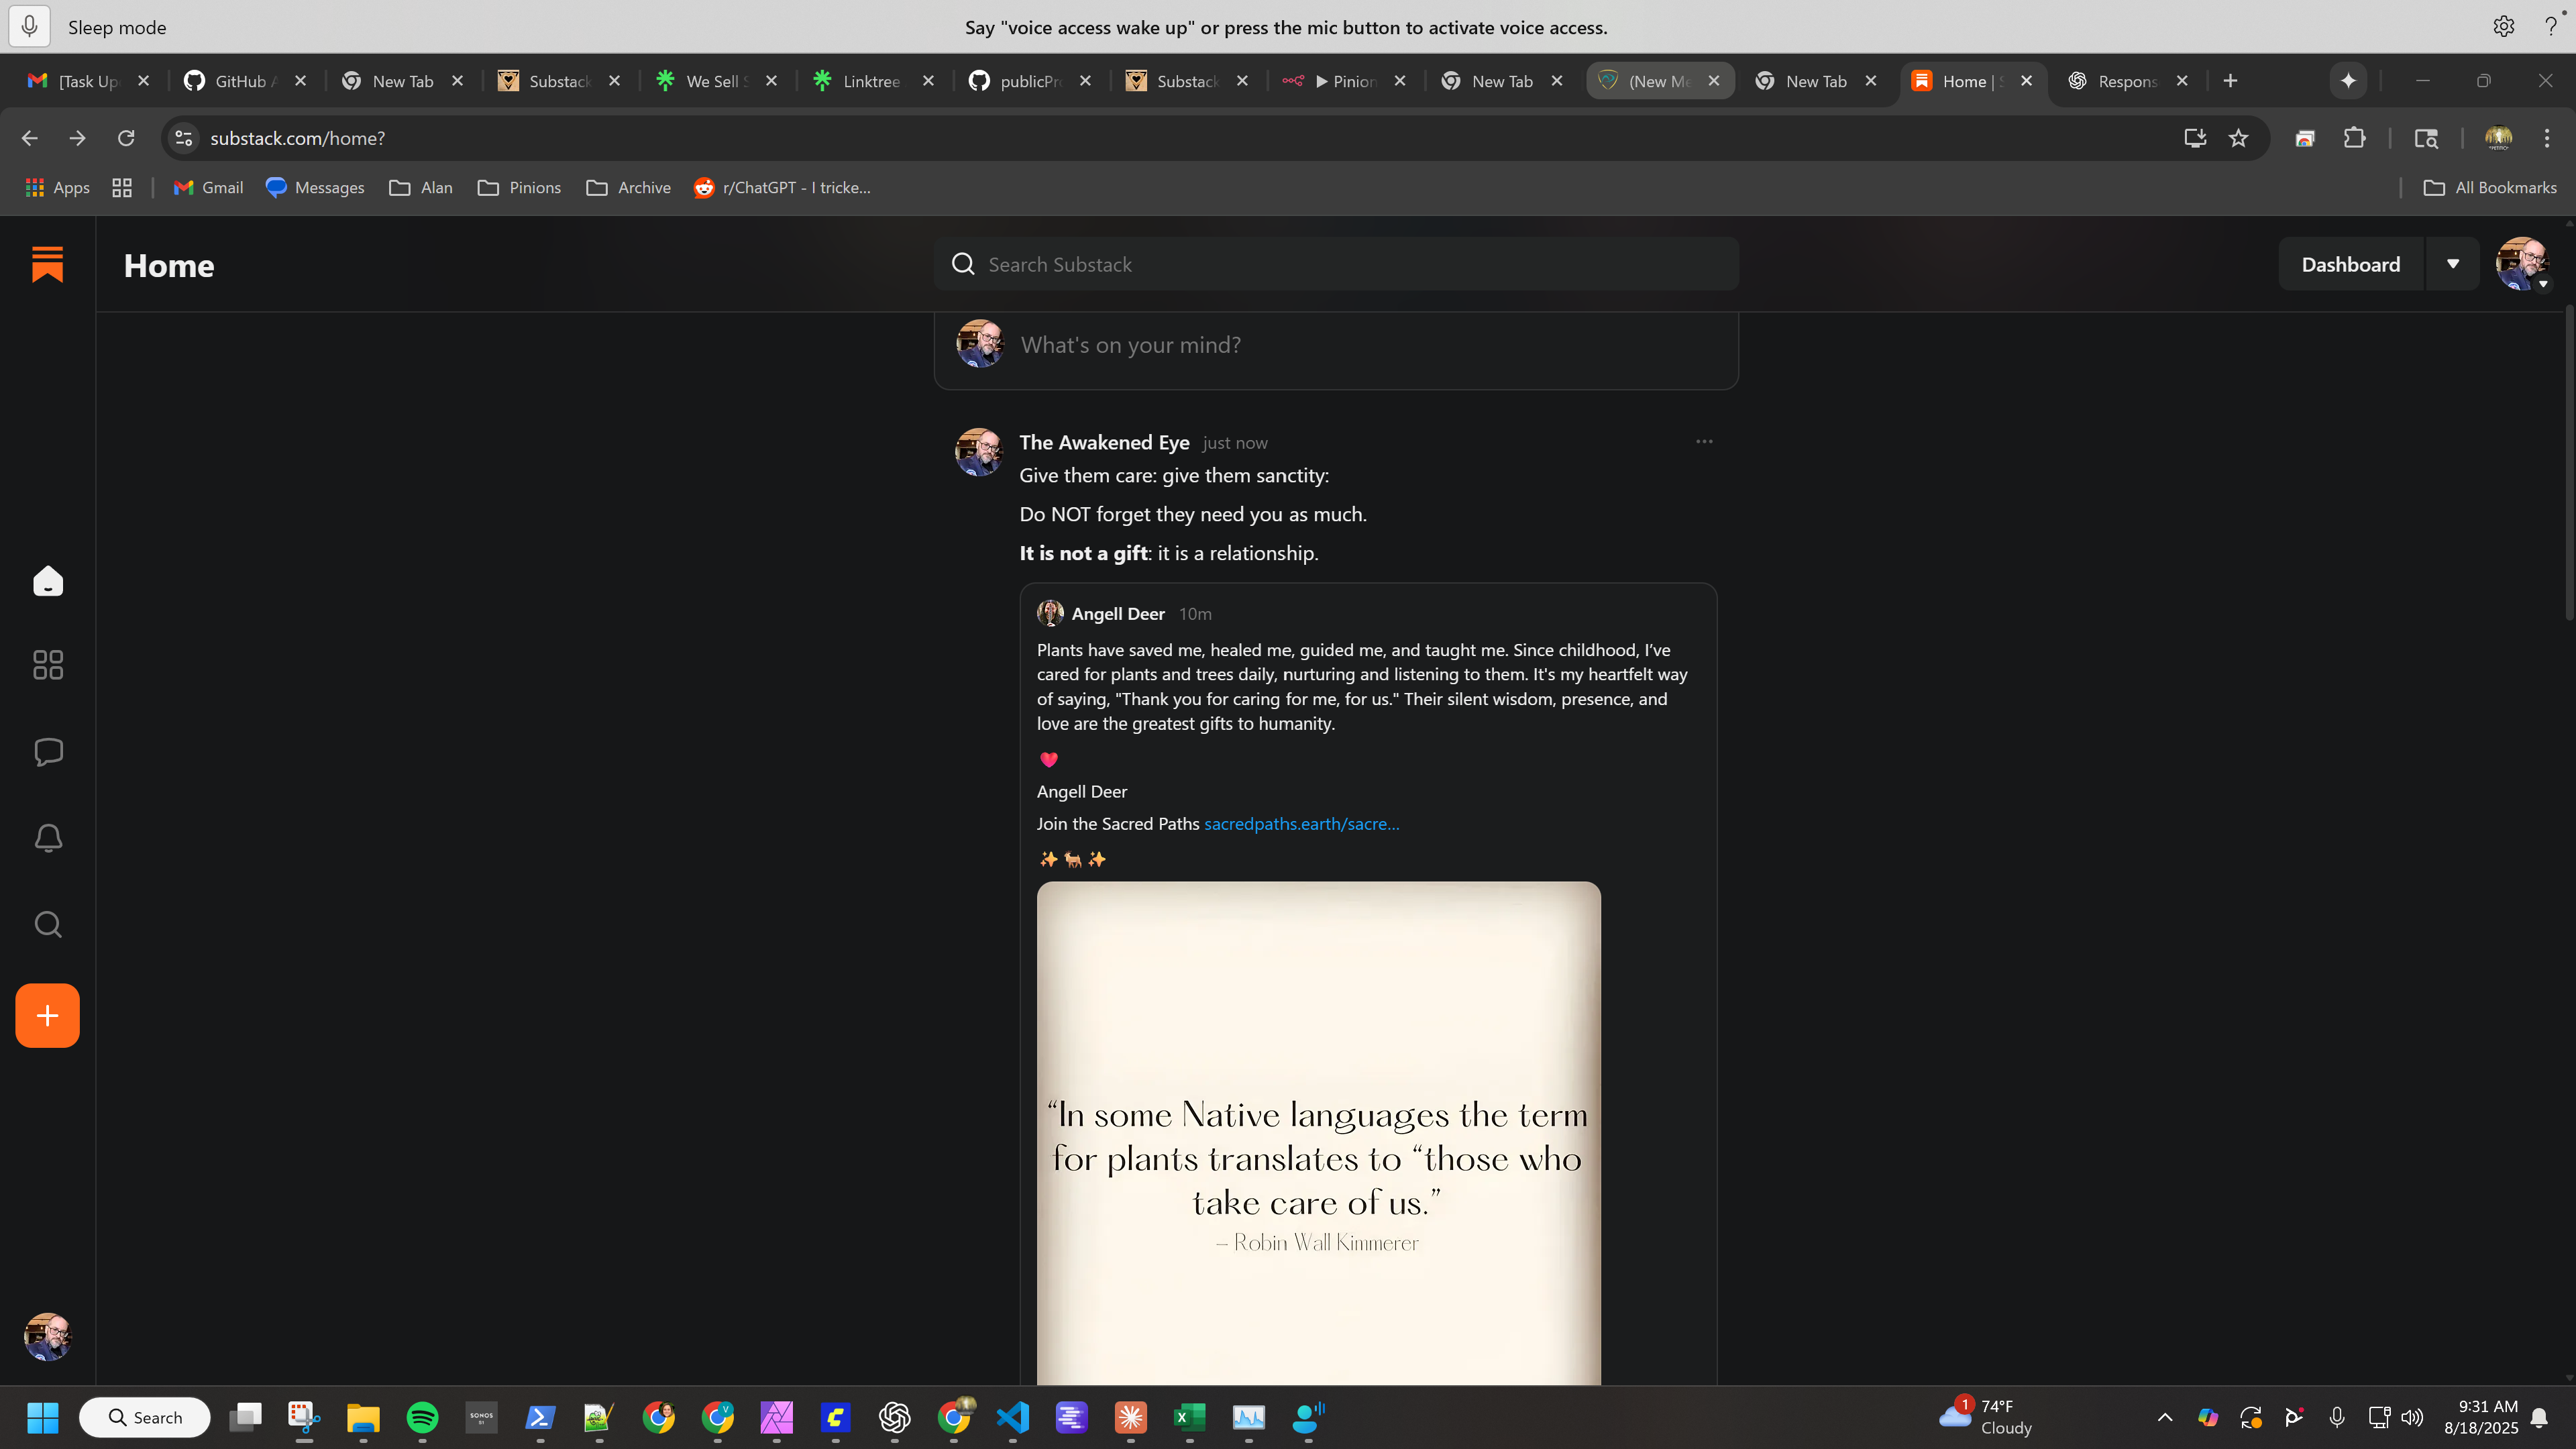 Sleep mode
Say "voice access wake up" or press the mic button to activate voice access.
[Task Up
GitHub A
New Tab
Substack
We Sell S
Linktree
publicPr
Substack
Pinion
New Tab
(New Me
New Tab
Home | S
Respons
substack.com/home?
Apps
Gmail
Messages
Alan
Pinions
Archive
r/ChatGPT - I tricke...
All Bookmarks
Home
Search Substack
Dashboard
What's on your mind?
The Awakened Eye just now
Give them care: give them sanctity:
Do NOT forget they need you as much.
It is not a gift: it is a relationship.
Angell Deer 10m
Plants have saved me, healed me, guided me, and taught me. Since childhood, I’ve
cared for plants and trees daily, nurturing and listening to them. It's my heartfelt way
of saying, "Thank you for caring for me, for us." Their silent wisdom, presence, and
love are the greatest gifts to humanity.
Angell Deer
Join the Sacred Paths sacredpaths.earth/sacre...
“In some Native languages the term
for plants translates to “those who
take care of us.”
– Robin Wall Kimmerer
Search
SONOS
S1
1
74°F
Cloudy
9:31 AM
8/18/2025